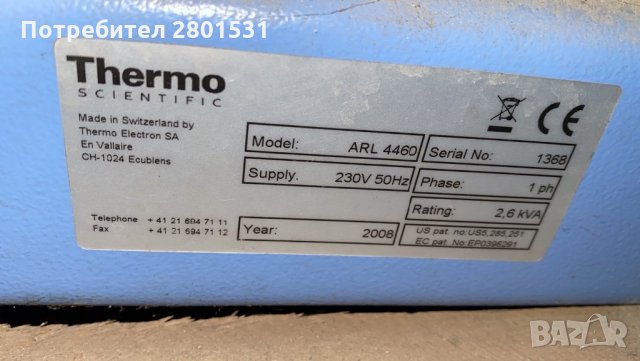 Потребител 2801531
Thermo
SCIENTIFIC
Made in Switzerland by
Thermo Electron SA
En Vallaire
CH-1024 Ecublens
Telephone + 41 21 694 71 11
Fax + 41 21 694 71 12
Model: ARL 4460
Supply. 230V 50Hz
Year: 2008
CE
Serial No: 1368
Phase: 1 ph
Rating: 2,6 kVA
US pat. no:US5,285,251
EC pat. No:EP0396291
BAZAR
bg